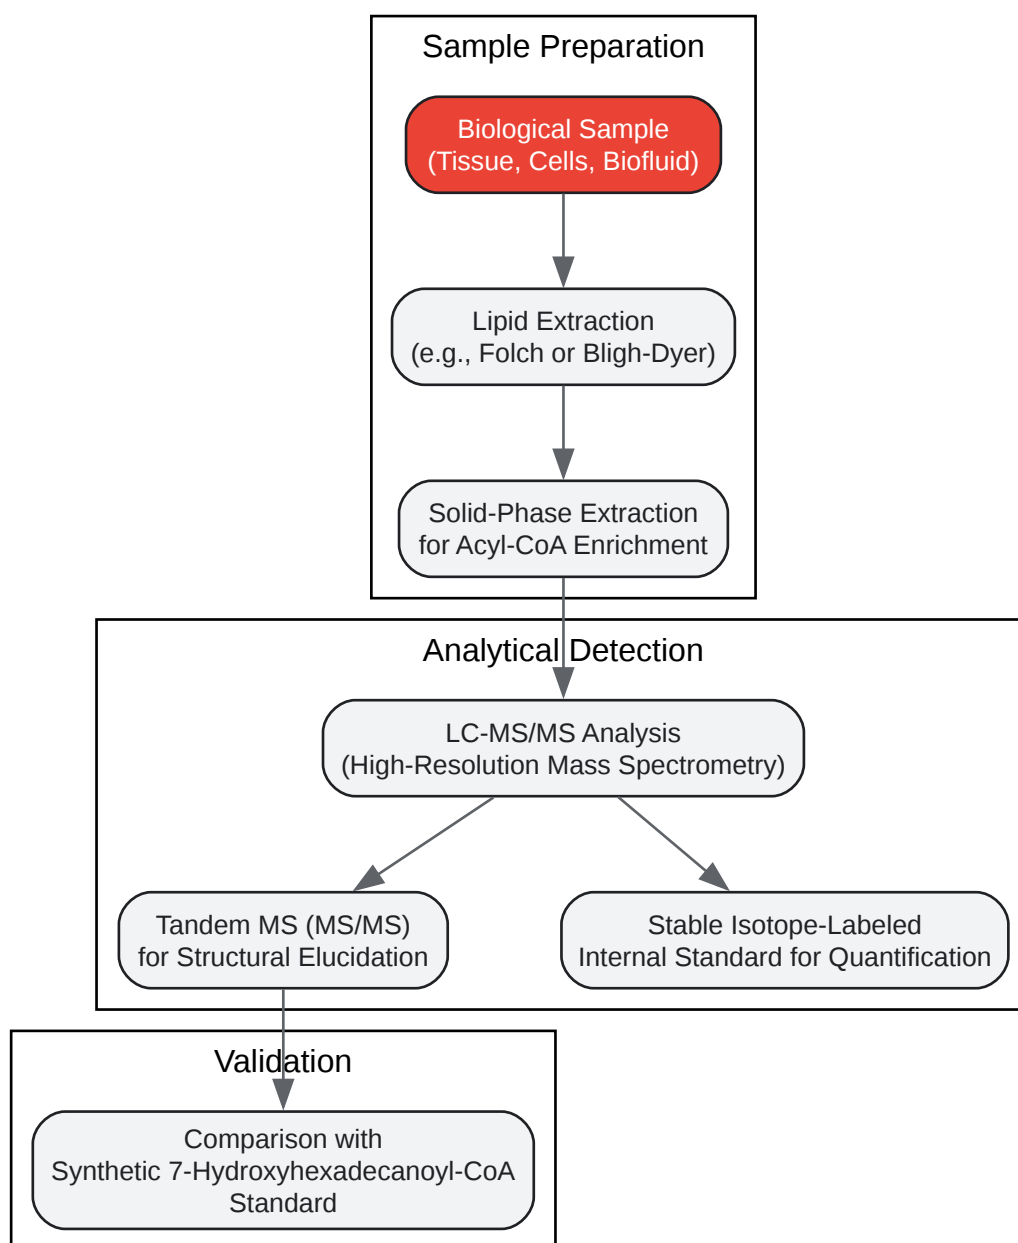 Sample Preparation
Biological Sample
(Tissue, Cells, Biofluid)
Lipid Extraction
(e.g., Folch or Bligh-Dyer)
Solid-Phase Extraction
for Acyl-CoA Enrichment
Analytical Detection
LC-MS/MS Analysis
(High-Resolution Mass Spectrometry)
Tandem MS (MS/MS)
for Structural Elucidation
Stable Isotope-Labeled
Internal Standard for Quantification
Validation
Comparison with
Synthetic 7-Hydroxyhexadecanoyl-CoA
Standard